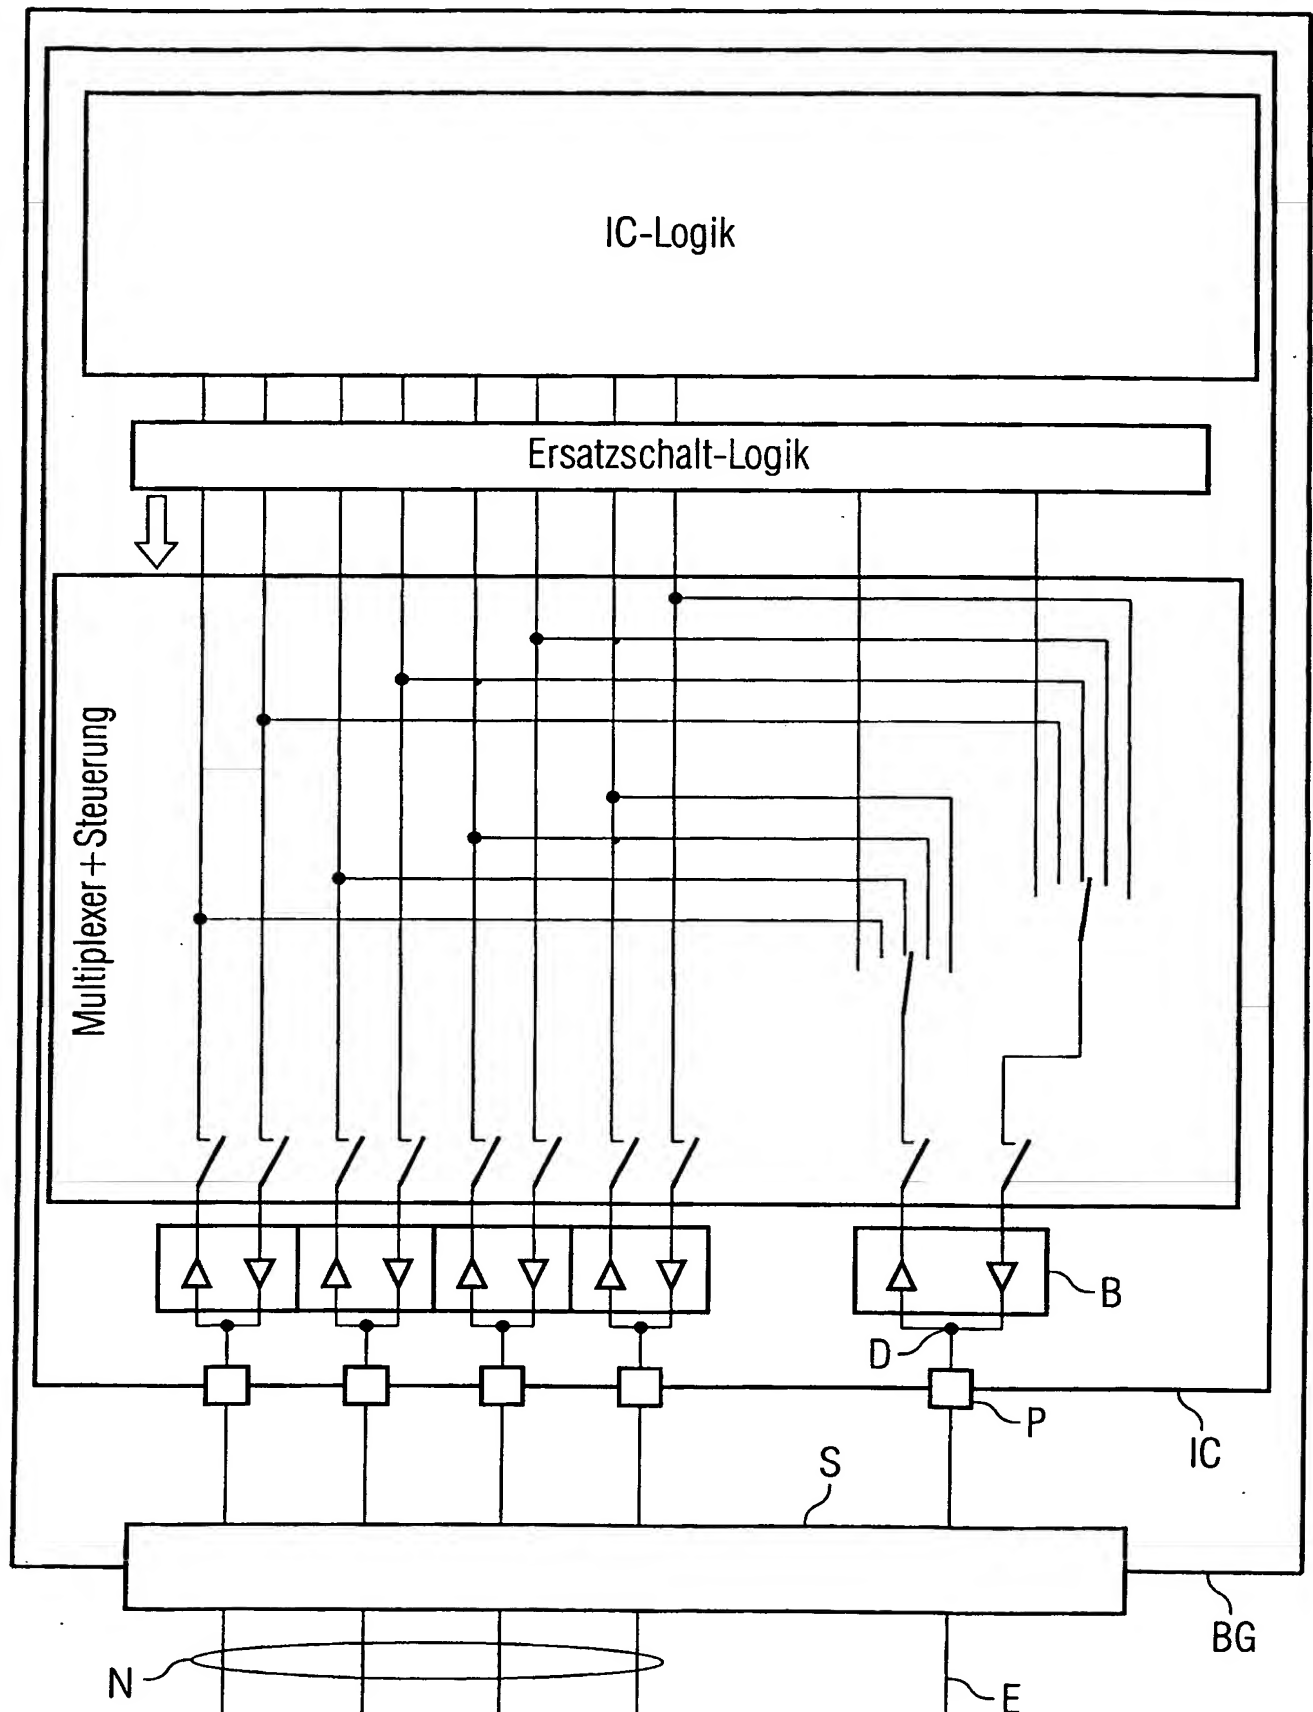 IC-Logik
Ersatzschalt-Logik
Multiplexer+Steuerung
B
D
P
IC
S
BG
N
E